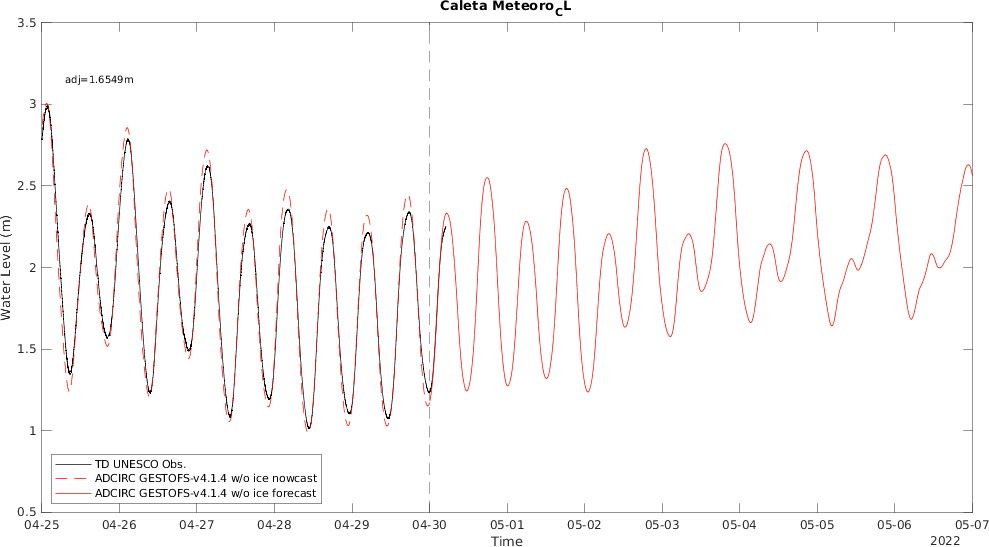 Caleta Meteoro_CL
adj=1.6549m
Water Level (m)
3.5
3
2.5
2
1.5
1
0.5
TD UNESCO Obs.
ADCIRC GESTOFS-v4.1.4 w/o ice nowcast
ADCIRC GESTOFS-v4.1.4 w/o ice forecast
04-25 04-26 04-27 04-28 04-29 04-30 05-01 05-02 05-03 05-04 05-05 05-06 05-07
Time
2022